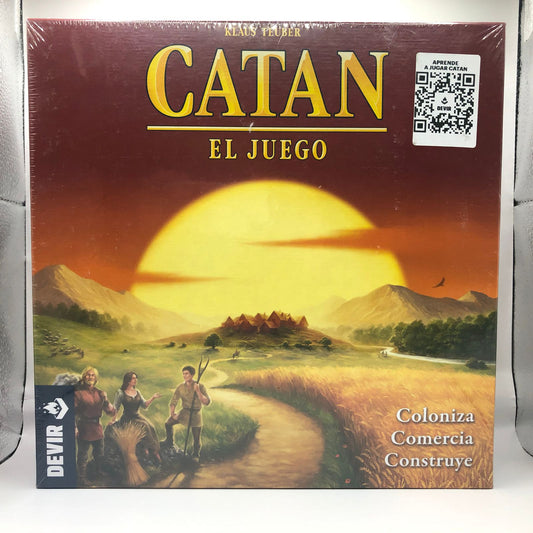 KLAUS TEUBER
CATAN
EL JUEGO
APRENDE
A JUGAR CATAN
DEVIR
Coloniza
Comercia
Construye
DEVIR